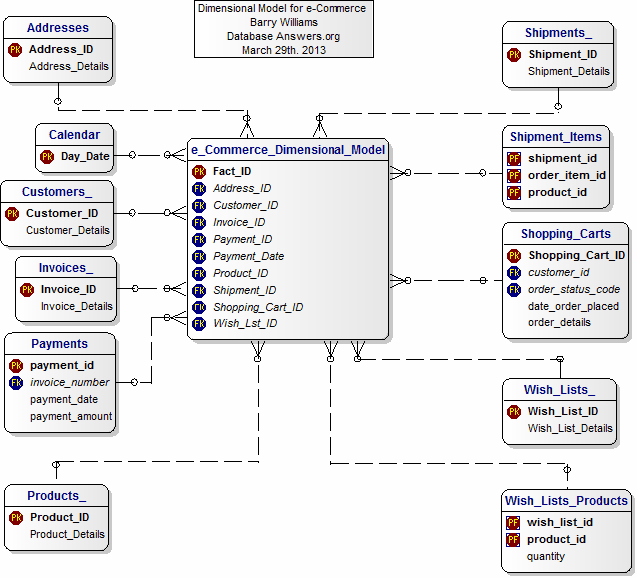 Dimensional Model for e-Commerce
Barry Williams
Database Answers.org
March 29th. 2013
Addresses
PK Address_ID
Address_Details
Calendar
PK Day_Date
Customers_
PK Customer_ID
Customer_Details
Invoices_
PK Invoice_ID
Invoice_Details
Payments
PK payment_id
Fk invoice_number
payment_date
payment_amount
Products_
PK Product_ID
Product_Details
e_Commerce_Dimensional_Model
PK Fact_ID
Fk Address_ID
Fk Customer_ID
Fk Invoice_ID
Fk Payment_ID
Fk Payment_Date
Fk Product_ID
Fk Shipment_ID
Fk Shopping_Cart_ID
Fk Wish_Lst_ID
Shipments_
PK Shipment_ID
Shipment_Details
Shipment_Items
PF shipment_id
PF order_item_id
PF product_id
Shopping_Carts
PK Shopping_Cart_ID
Fk customer_id
Fk order_status_code
date_order_placed
order_details
Wish_Lists_
PK Wish_List_ID
Wish_List_Details
Wish_Lists_Products
PF wish_list_id
PF product_id
quantity